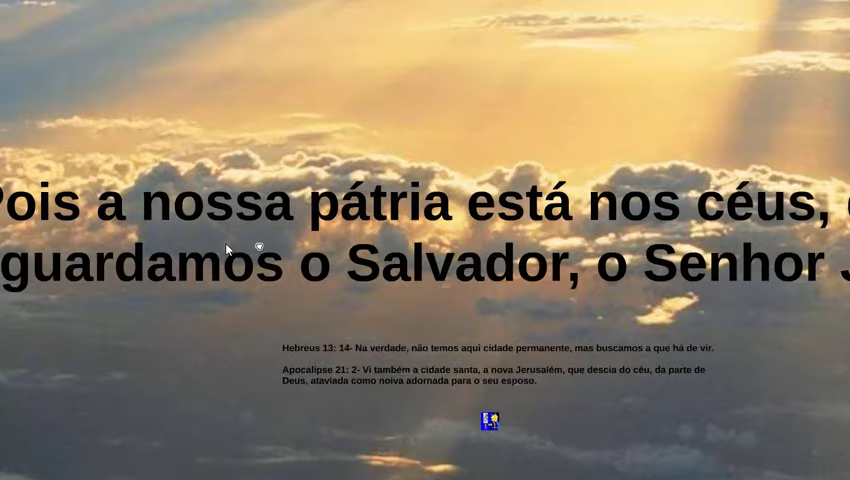 Pois a nossa pátria está nos céus,
guardamos o Salvador, o Senhor J
Hebreus 13: 14- Na verdade, não temos aqui cidade permanente, mas buscamos a que há de vir.
Apocalipse 21: 2- Vi também a cidade santa, a nova Jerusalém, que descia do céu, da parte de
Deus, ataviada como noiva adornada para o seu esposo.